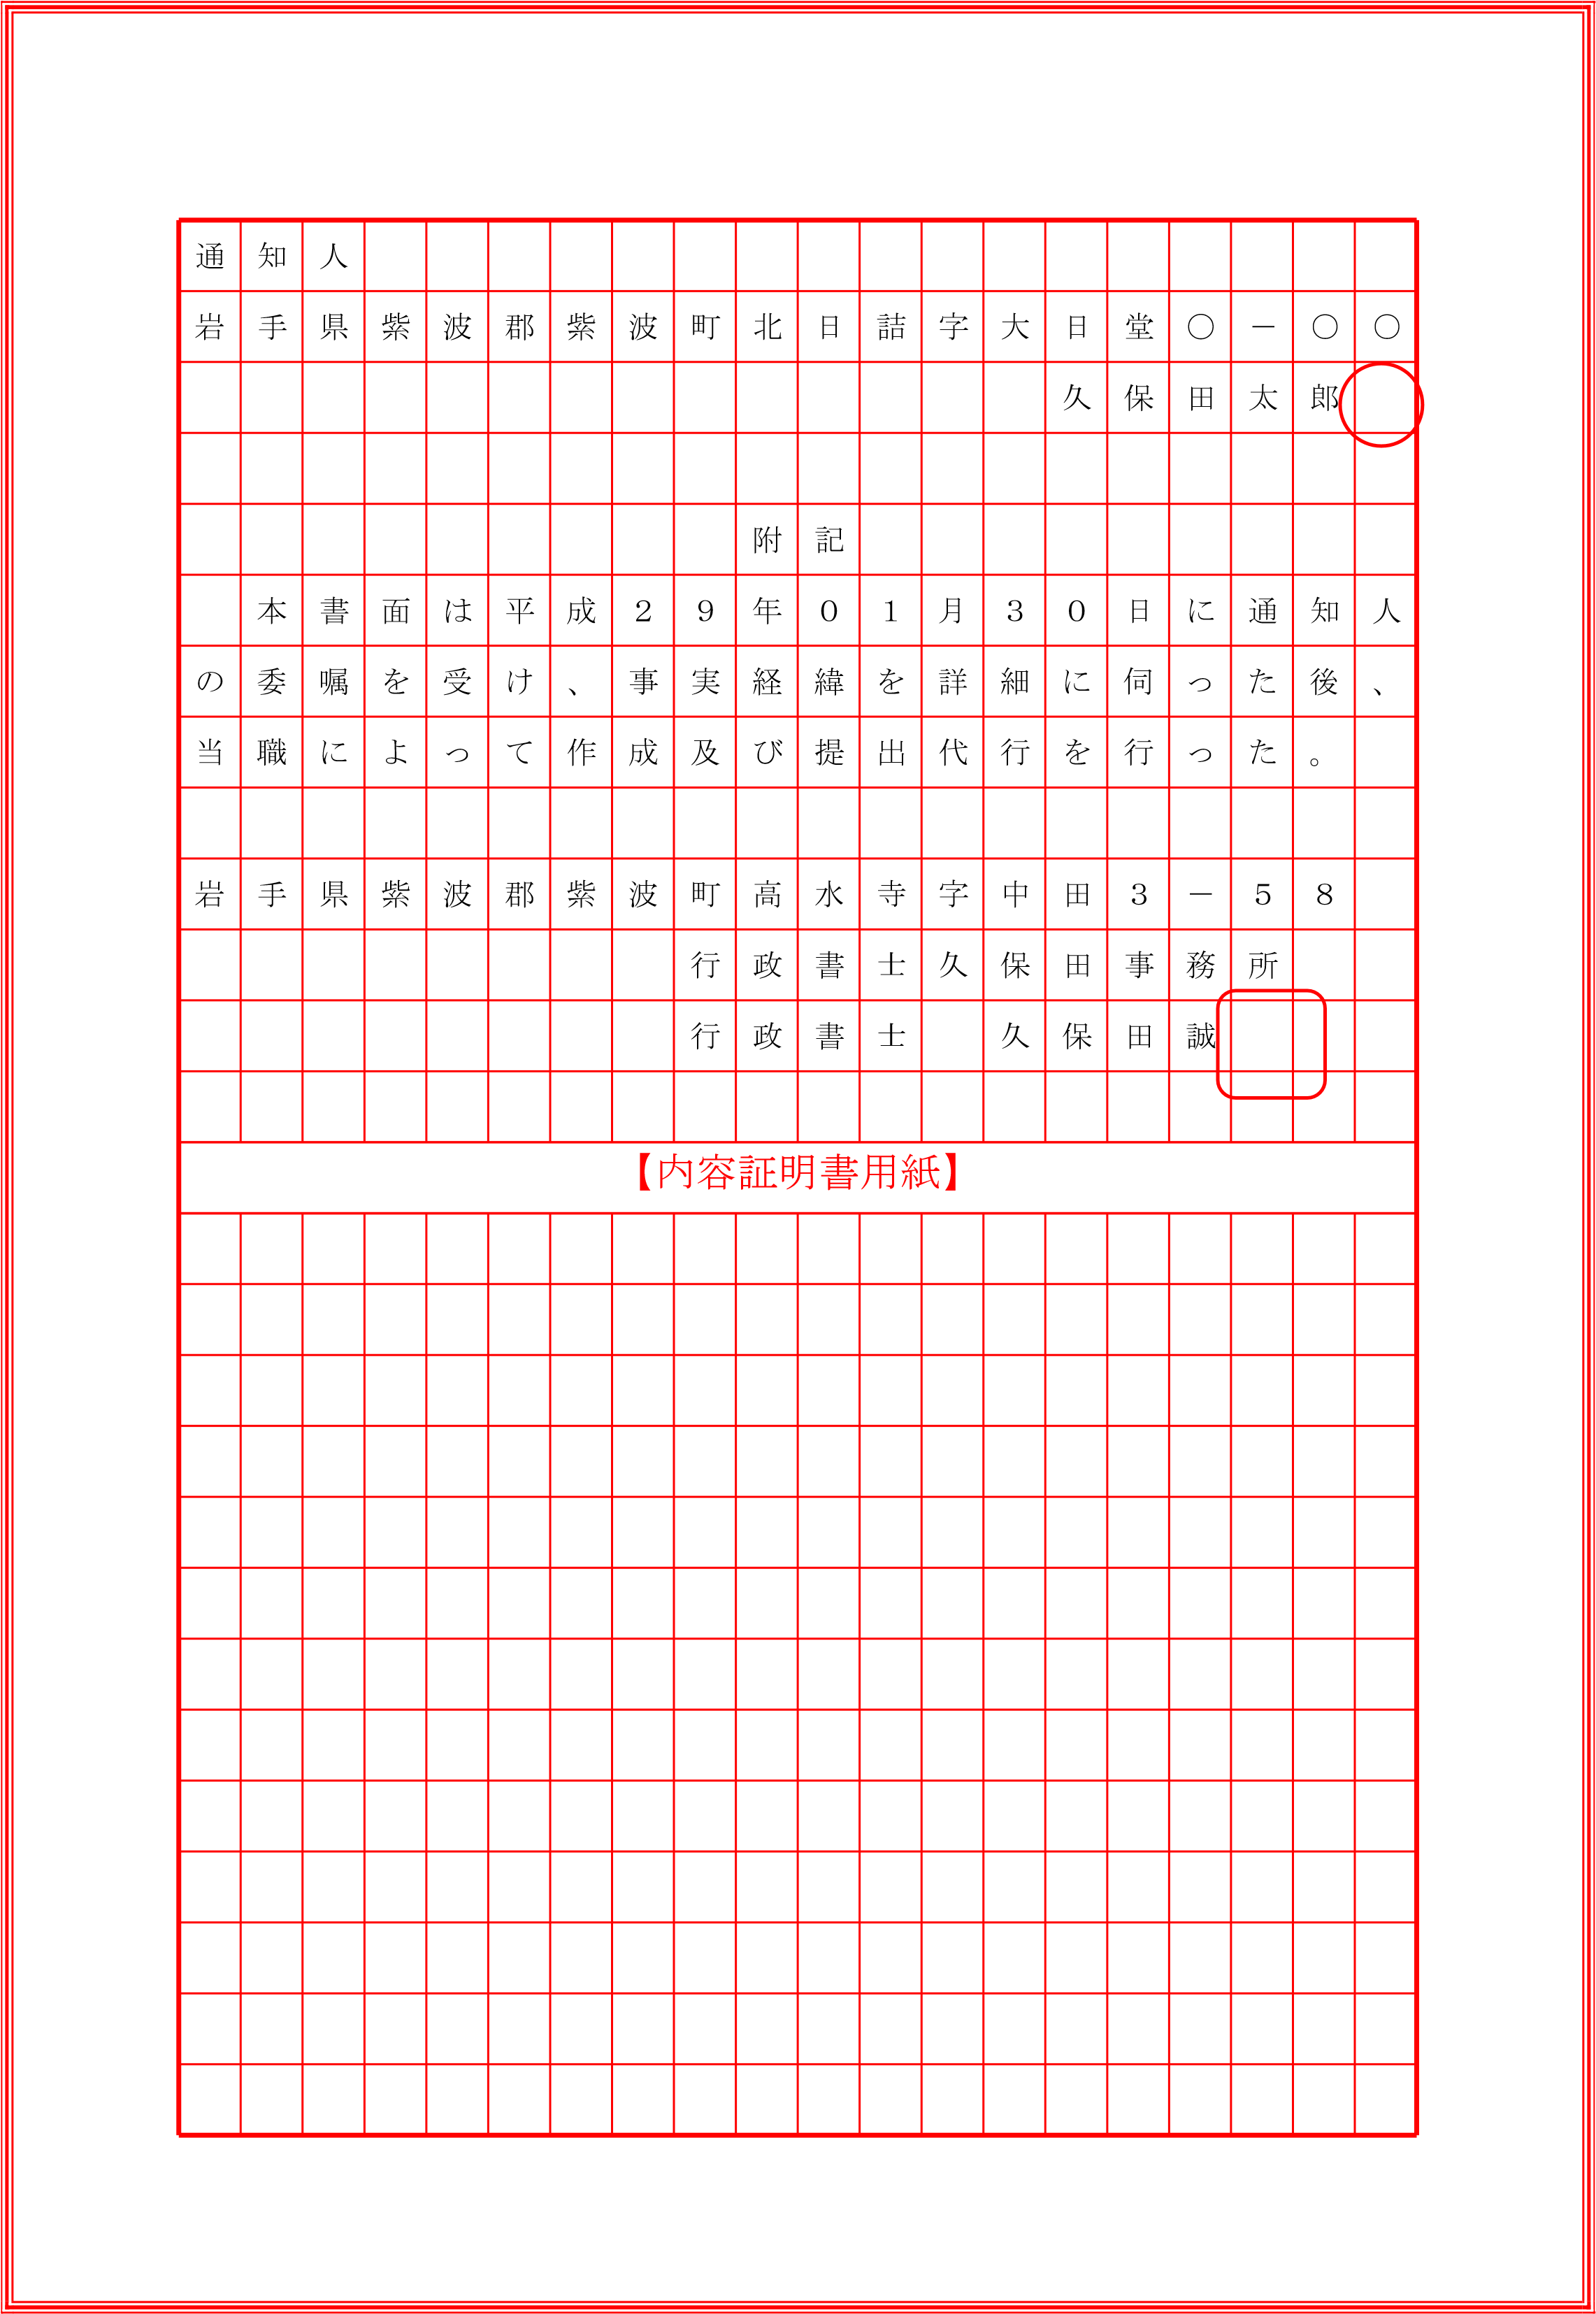 通知人
岩手県紫波郡紫波町北日詰字大日堂〇－〇〇
久保田太郎
附記
本書面は平成２９年０１月３０日に通知人
の委嘱を受け、事実経緯を詳細に伺った後、
当職によって作成及び提出代行を行った。
岩手県紫波郡紫波町高水寺字中田３－５８
行政書士久保田事務所
行政書士　久保田誠
【内容証明書用紙】